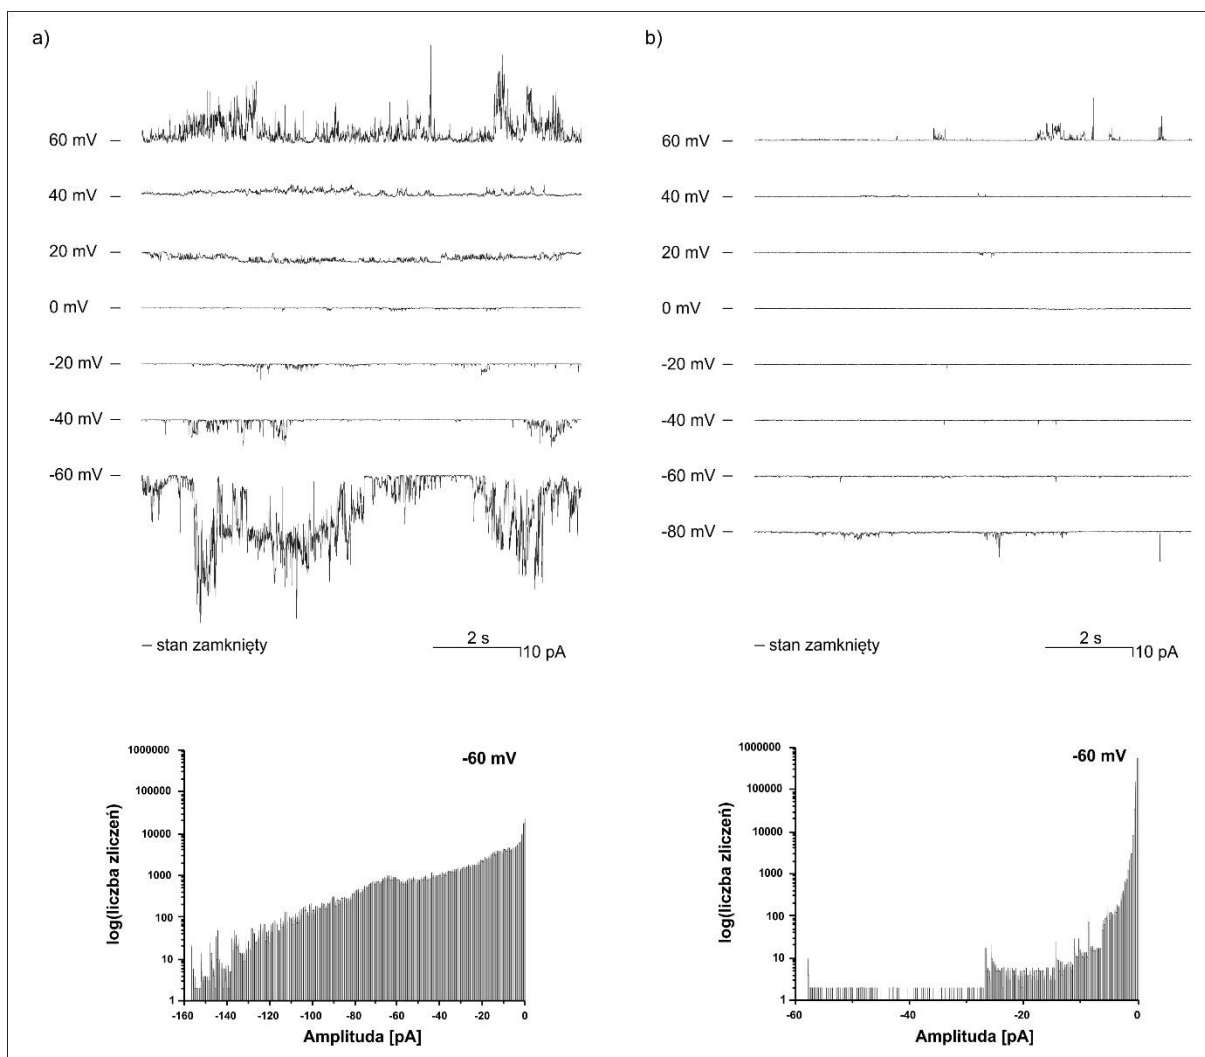 a)
60 mV –
40 mV –
20 mV –
0 mV –
-20 mV –
-40 mV –
-60 mV –
– stan zamknięty
2 s
10 pA
b)
60 mV –
40 mV –
20 mV –
0 mV –
-20 mV –
-40 mV –
-60 mV –
-80 mV –
– stan zamknięty
2 s
10 pA
-60 mV
log(liczba zliczeń)
1000000
100000
10000
1000
100
10
1
-160 -140 -120 -100 -80 -60 -40 -20 0
Amplituda [pA]
-60 mV
log(liczba zliczeń)
1000000
100000
10000
1000
100
10
1
-60 -40 -20 0
Amplituda [pA]